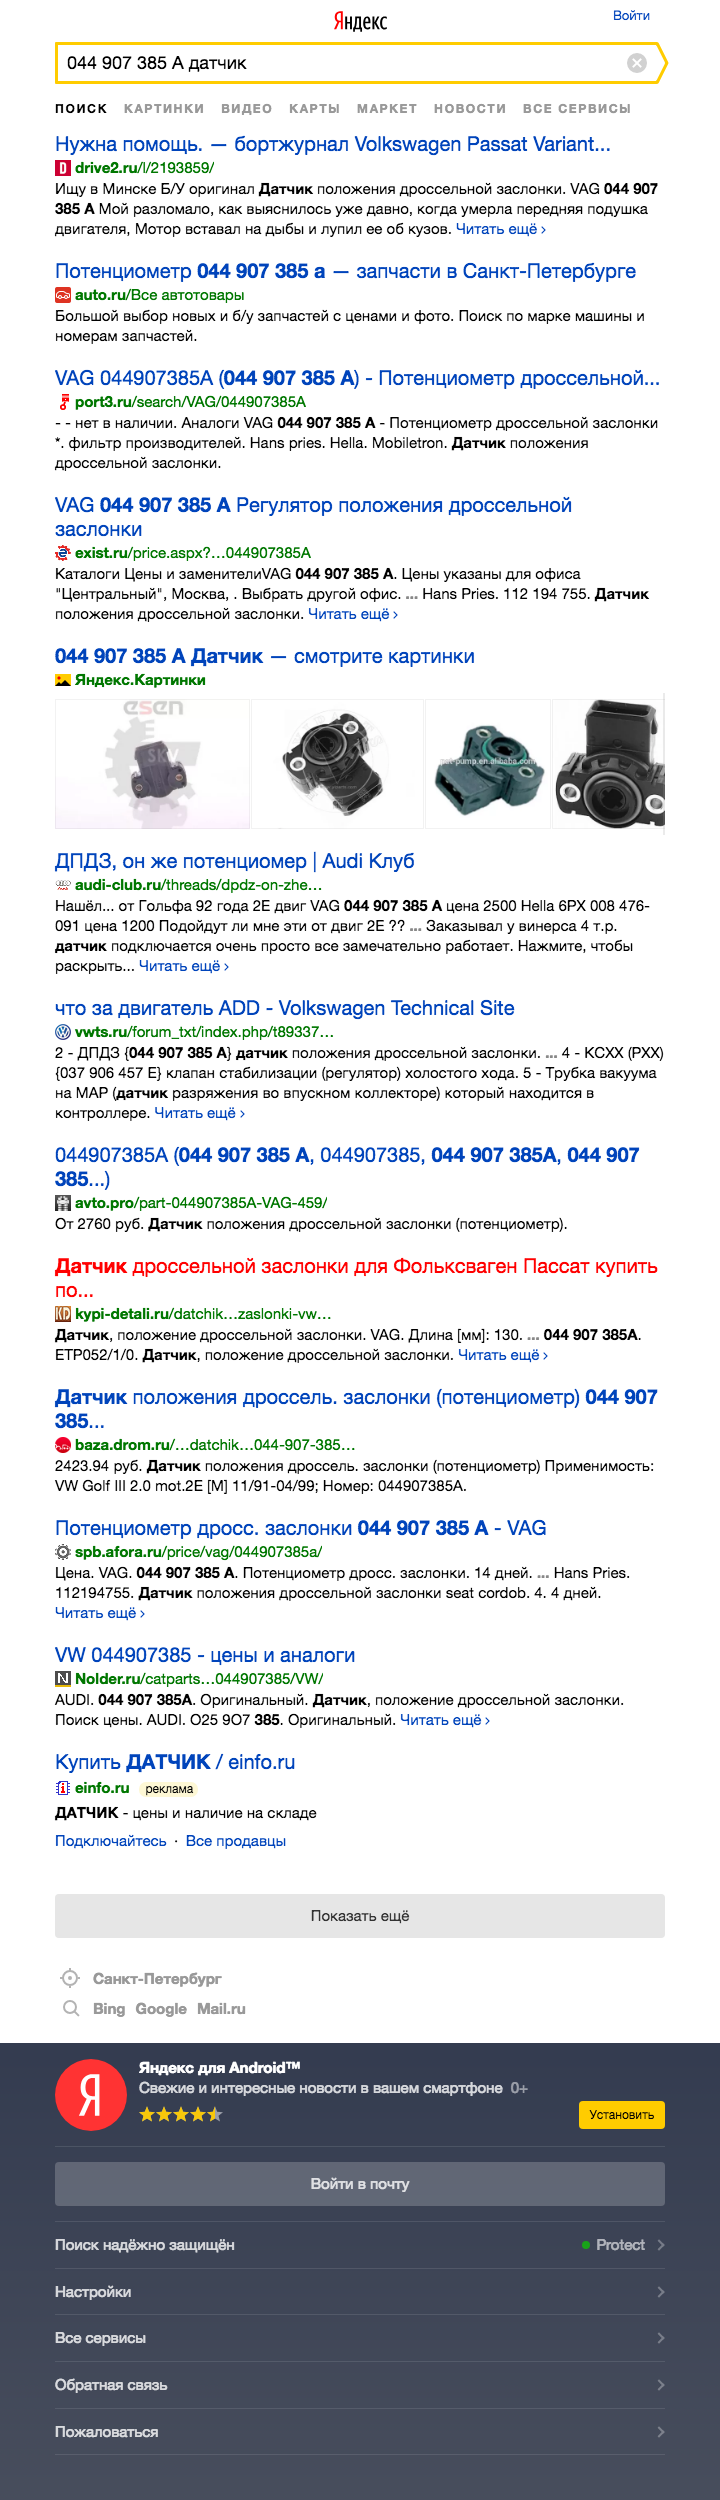 Яндекс
Войти
044 907 385 А датчик
ПОИСК КАРТИНКИ ВИДЕО КАРТЫ МАРКЕТ НОВОСТИ ВСЕ СЕРВИСЫ
Нужна помощь. — бортжурнал Volkswagen Passat Variant...
drive2.ru/l/2193859/
Ищу в Минске Б/У оригинал Датчик положения дроссельной заслонки. VAG 044 907
385 A Мой разломало, как выяснилось уже давно, когда умерла передняя подушка
двигателя, Мотор вставал на дыбы и лупил ее об кузов. Читать ещё ›
Потенциометр 044 907 385 а — запчасти в Санкт-Петербурге
auto.ru/Все автотовары
Большой выбор новых и б/у запчастей с ценами и фото. Поиск по марке машины и
номерам запчастей.
VAG 044907385A (044 907 385 A) - Потенциометр дроссельной...
port3.ru/search/VAG/044907385A
- - нет в наличии. Аналоги VAG 044 907 385 A - Потенциометр дроссельной заслонки
*. фильтр производителей. Hans pries. Hella. Mobiletron. Датчик положения
дроссельной заслонки.
VAG 044 907 385 A Регулятор положения дроссельной
заслонки
exist.ru/price.aspx?...044907385A
Каталоги Цены и заменителиVAG 044 907 385 A. Цены указаны для офиса
"Центральный", Москва, . Выбрать другой офис. ... Hans Pries. 112 194 755. Датчик
положения дроссельной заслонки. Читать ещё ›
044 907 385 А Датчик — смотрите картинки
Яндекс.Картинки
esen
SKV
ДПДЗ, он же потенциомер | Audi Клуб
audi-club.ru/threads/dpdz-on-zhe...
Нашёл... от Гольфа 92 года 2Е двиг VAG 044 907 385 A цена 2500 Hella 6PX 008 476-
091 цена 1200 Подойдут ли мне эти от двиг 2Е ?? ... Заказывал у винерса 4 т.р.
датчик подключается очень просто все замечательно работает. Нажмите, чтобы
раскрыть... Читать ещё ›
что за двигатель ADD - Volkswagen Technical Site
vwts.ru/forum_txt/index.php/t89337...
2 - ДПДЗ {044 907 385 A} датчик положения дроссельной заслонки. ... 4 - КСХХ (РХХ)
{037 906 457 E} клапан стабилизации (регулятор) холостого хода. 5 - Трубка вакуума
на МАР (датчик разряжения во впускном коллекторе) который находится в
контроллере. Читать ещё ›
044907385A (044 907 385 A, 044907385, 044 907 385A, 044 907
385...)
avto.pro/part-044907385A-VAG-459/
От 2760 руб. Датчик положения дроссельной заслонки (потенциометр).
Датчик дроссельной заслонки для Фольксваген Пассат купить
по...
kypi-detali.ru/datchik...zaslonki-vw...
Датчик, положение дроссельной заслонки. VAG. Длина [мм]: 130. ... 044 907 385A.
ETP052/1/0. Датчик, положение дроссельной заслонки. Читать ещё ›
Датчик положения дроссель. заслонки (потенциометр) 044 907
385...
baza.drom.ru/...datchik...044-907-385...
2423.94 руб. Датчик положения дроссель. заслонки (потенциометр) Применимость:
VW Golf III 2.0 mot.2E [M] 11/91-04/99; Номер: 044907385A.
Потенциометр дросс. заслонки 044 907 385 A - VAG
spb.afora.ru/price/vag/044907385a/
Цена. VAG. 044 907 385 A. Потенциометр дросс. заслонки. 14 дней. ... Hans Pries.
112194755. Датчик положения дроссельной заслонки seat cordob. 4. 4 дней.
Читать ещё ›
VW 044907385 - цены и аналоги
Nolder.ru/catparts...044907385/VW/
AUDI. 044 907 385A. Оригинальный. Датчик, положение дроссельной заслонки.
Поиск цены. AUDI. O25 9O7 385. Оригинальный. Читать ещё ›
Купить ДАТЧИК / einfo.ru
einfo.ru реклама
ДАТЧИК - цены и наличие на складе
Подключайтесь · Все продавцы
Показать ещё
Санкт-Петербург
Bing Google Mail.ru
Яндекс для Android™
Свежие и интересные новости в вашем смартфоне 0+
Установить
Войти в почту
Поиск надёжно защищён Protect
Настройки
Все сервисы
Обратная связь
Пожаловаться